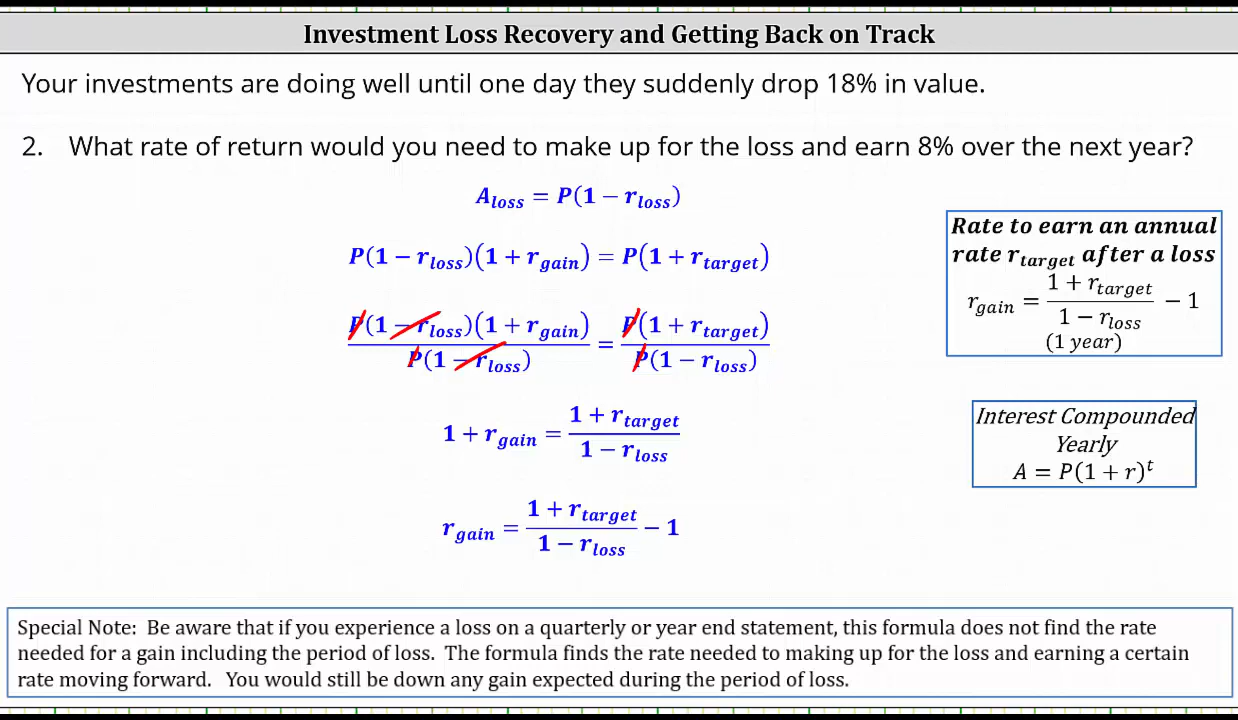 Investment Loss Recovery and Getting Back on Track
Your investments are doing well until one day they suddenly drop 18% in value.
2. What rate of return would you need to make up for the loss and earn 8% over the next year?
A_loss = P(1 − r_loss)
P(1 − r_loss)(1 + r_gain) = P(1 + r_target)
P(1 − r_loss)(1 + r_gain) / P(1 − r_loss) = P(1 + r_target) / P(1 − r_loss)
1 + r_gain = (1 + r_target) / (1 − r_loss)
r_gain = (1 + r_target) / (1 − r_loss) − 1
Rate to earn an annual
rate r_target after a loss
r_gain = (1 + r_target) / (1 − r_loss) − 1
(1 year)
Interest Compounded
Yearly
A = P(1 + r)^t
Special Note: Be aware that if you experience a loss on a quarterly or year end statement, this formula does not find the rate
needed for a gain including the period of loss. The formula finds the rate needed to making up for the loss and earning a certain
rate moving forward. You would still be down any gain expected during the period of loss.